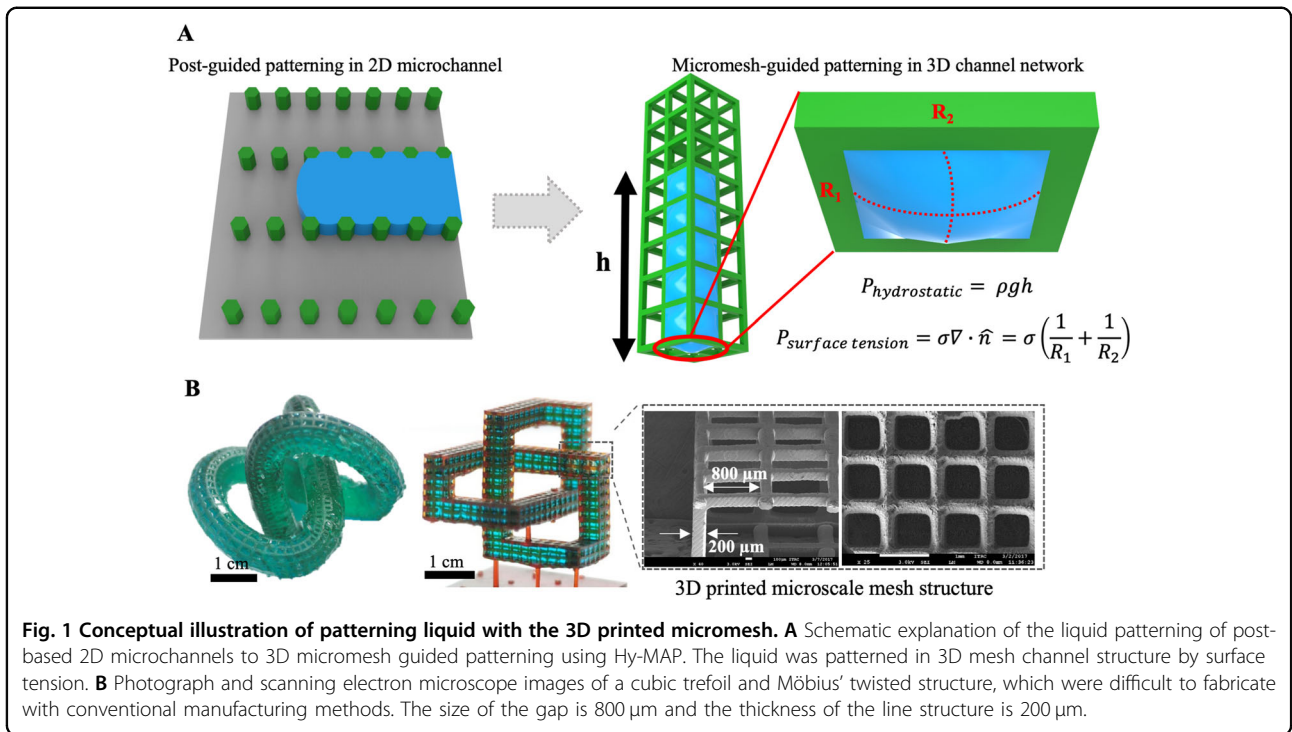 A
Post-guided patterning in 2D microchannel
Micromesh-guided patterning in 3D channel network
R₂
R₁
h
P_hydrostatic = ρgh
P_surface tension = σ∇ · n̂ = σ(1/R₁ + 1/R₂)
B
1 cm
1 cm
800 µm
200 µm
3D printed microscale mesh structure
Fig. 1 Conceptual illustration of patterning liquid with the 3D printed micromesh. A Schematic explanation of the liquid patterning of post-
based 2D microchannels to 3D micromesh guided patterning using Hy-MAP. The liquid was patterned in 3D mesh channel structure by surface
tension. B Photograph and scanning electron microscope images of a cubic trefoil and Möbius' twisted structure, which were difficult to fabricate
with conventional manufacturing methods. The size of the gap is 800 µm and the thickness of the line structure is 200 µm.